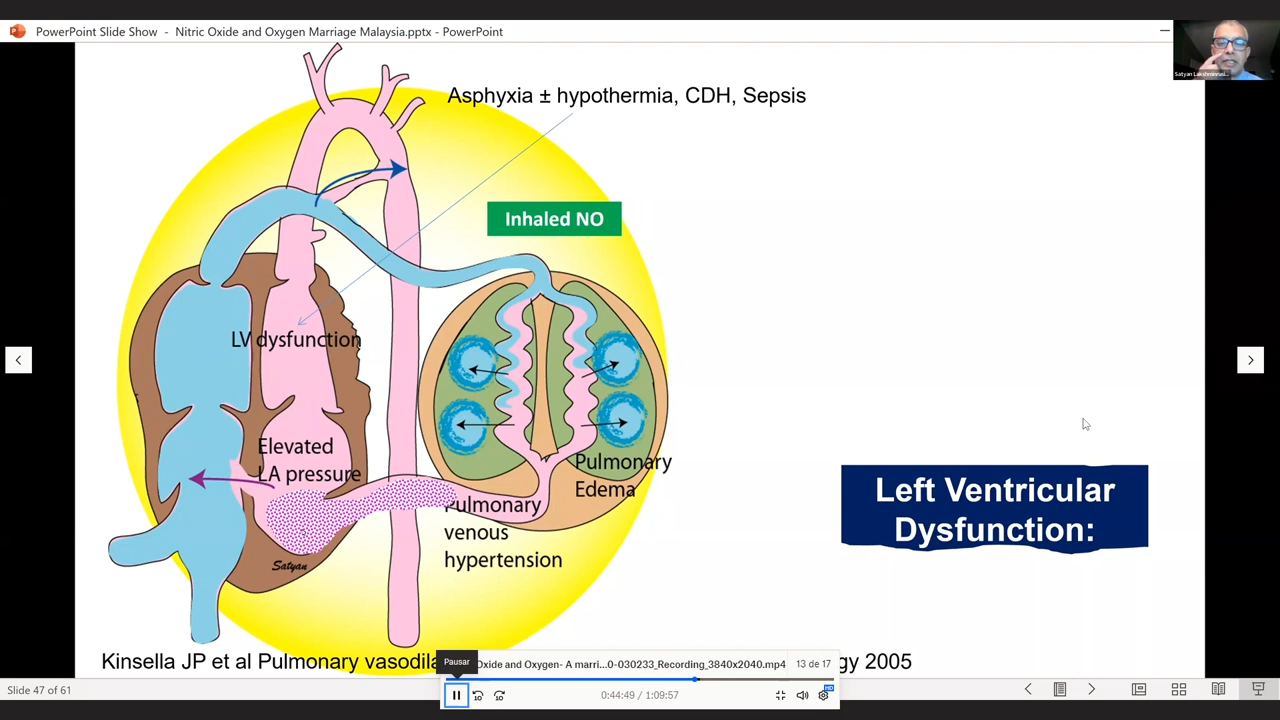 PowerPoint Slide Show - Nitric Oxide and Oxygen Marriage Malaysia.pptx - PowerPoint
Asphyxia ± hypothermia, CDH, Sepsis
Inhaled NO
LV dysfunction
Elevated
LA pressure
Pulmonary
Edema
Pulmonary
venous
hypertension
Satyan
Left Ventricular
Dysfunction:
Kinsella JP et al Pulmonary vasodila
gy 2005
Pausar
Oxide and Oxygen- A marri...0-030233_Recording_3840x2040.mp4
13 de 17
0:44:49 / 1:09:57
10
10
HD
Slide 47 of 61